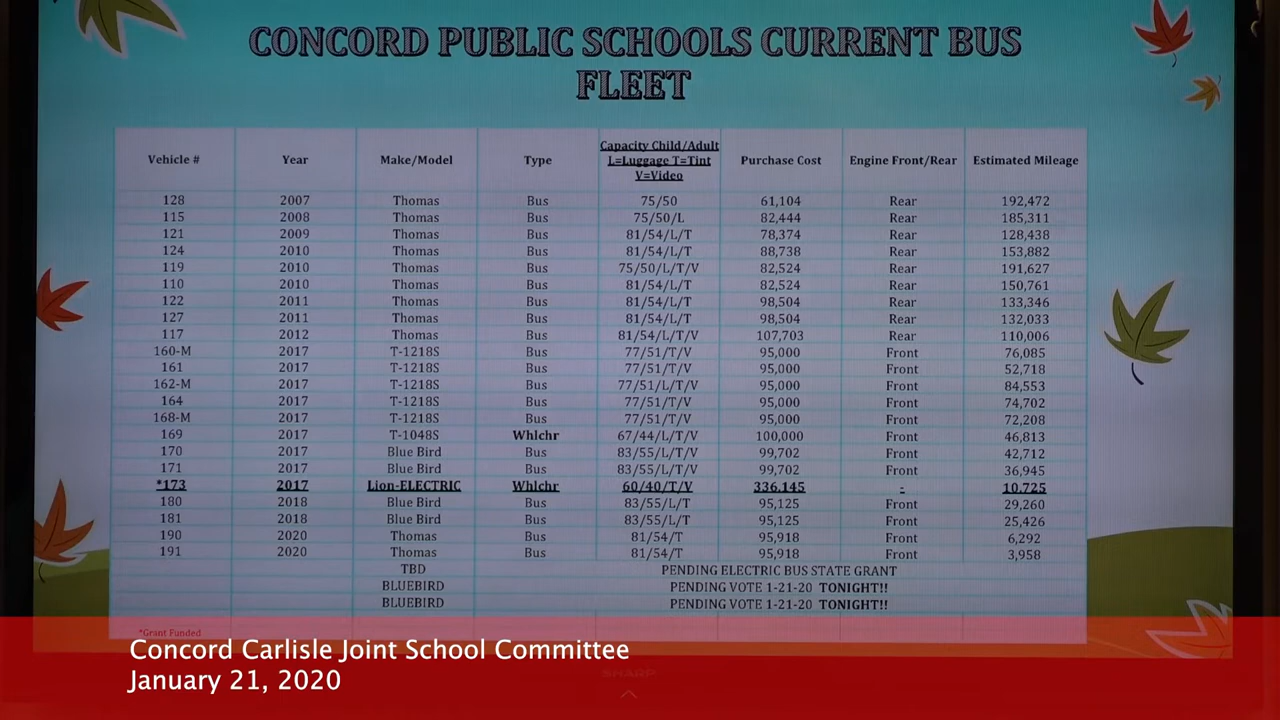 CONCORD PUBLIC SCHOOLS CURRENT BUS
FLEET
Vehicle # Year Make/Model Type Capacity Child/Adult L=Luggage T=Tint V=Video Purchase Cost Engine Front/Rear Estimated Mileage
128 2007 Thomas Bus 75/50 61,104 Rear 192,472
115 2008 Thomas Bus 75/50/L 82,444 Rear 185,311
121 2009 Thomas Bus 81/54/L/T 78,374 Rear 128,438
124 2010 Thomas Bus 81/54/L/T 88,738 Rear 153,882
119 2010 Thomas Bus 75/50/L/T/V 82,524 Rear 191,627
110 2010 Thomas Bus 81/54/L/T 82,524 Rear 150,761
122 2011 Thomas Bus 81/54/L/T 98,504 Rear 133,346
127 2011 Thomas Bus 81/54/L/T 98,504 Rear 132,033
117 2012 Thomas Bus 81/54/L/T/V 107,703 Rear 110,006
160-M 2017 T-1218S Bus 77/51/T/V 95,000 Front 76,085
161 2017 T-1218S Bus 77/51/T/V 95,000 Front 52,718
162-M 2017 T-1218S Bus 77/51/L/T/V 95,000 Front 84,553
164 2017 T-1218S Bus 77/51/T/V 95,000 Front 74,702
168-M 2017 T-1218S Bus 77/51/T/V 95,000 Front 72,208
169 2017 T-1048S Whlchr 67/44/L/T/V 100,000 Front 46,813
170 2017 Blue Bird Bus 83/55/L/T/V 99,702 Front 42,712
171 2017 Blue Bird Bus 83/55/L/T/V 99,702 Front 36,945
*173 2017 Lion-ELECTRIC Whlchr 60/40/T/V 336,145 - 10,725
180 2018 Blue Bird Bus 83/55/L/T 95,125 Front 29,260
181 2018 Blue Bird Bus 83/55/L/T 95,125 Front 25,426
190 2020 Thomas Bus 81/54/T 95,918 Front 6,292
191 2020 Thomas Bus 81/54/T 95,918 Front 3,958
TBD PENDING ELECTRIC BUS STATE GRANT
BLUEBIRD PENDING VOTE 1-21-20 TONIGHT!!
BLUEBIRD PENDING VOTE 1-21-20 TONIGHT!!
*Grant Funded
Concord Carlisle Joint School Committee
January 21, 2020
SHARP